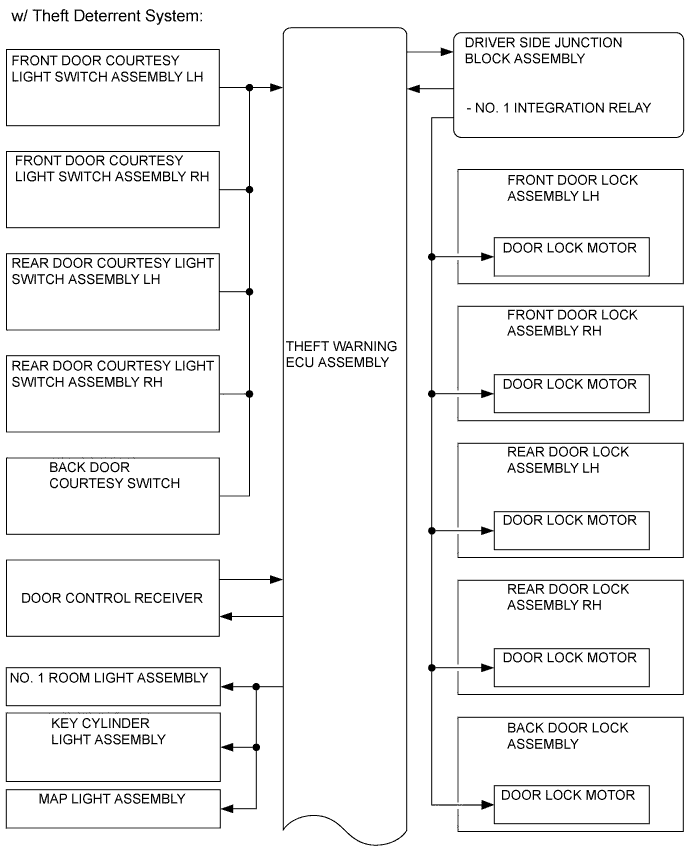 w/ Theft Deterrent System:
FRONT DOOR COURTESY
LIGHT SWITCH ASSEMBLY LH
FRONT DOOR COURTESY
LIGHT SWITCH ASSEMBLY RH
REAR DOOR COURTESY LIGHT
SWITCH ASSEMBLY LH
REAR DOOR COURTESY LIGHT
SWITCH ASSEMBLY RH
BACK DOOR
COURTESY SWITCH
DOOR CONTROL RECEIVER
NO. 1 ROOM LIGHT ASSEMBLY
KEY CYLINDER
LIGHT ASSEMBLY
MAP LIGHT ASSEMBLY
THEFT WARNING
ECU ASSEMBLY
DRIVER SIDE JUNCTION
BLOCK ASSEMBLY
- NO. 1 INTEGRATION RELAY
FRONT DOOR LOCK
ASSEMBLY LH
DOOR LOCK MOTOR
FRONT DOOR LOCK
ASSEMBLY RH
DOOR LOCK MOTOR
REAR DOOR LOCK
ASSEMBLY LH
DOOR LOCK MOTOR
REAR DOOR LOCK
ASSEMBLY RH
DOOR LOCK MOTOR
BACK DOOR LOCK
ASSEMBLY
DOOR LOCK MOTOR